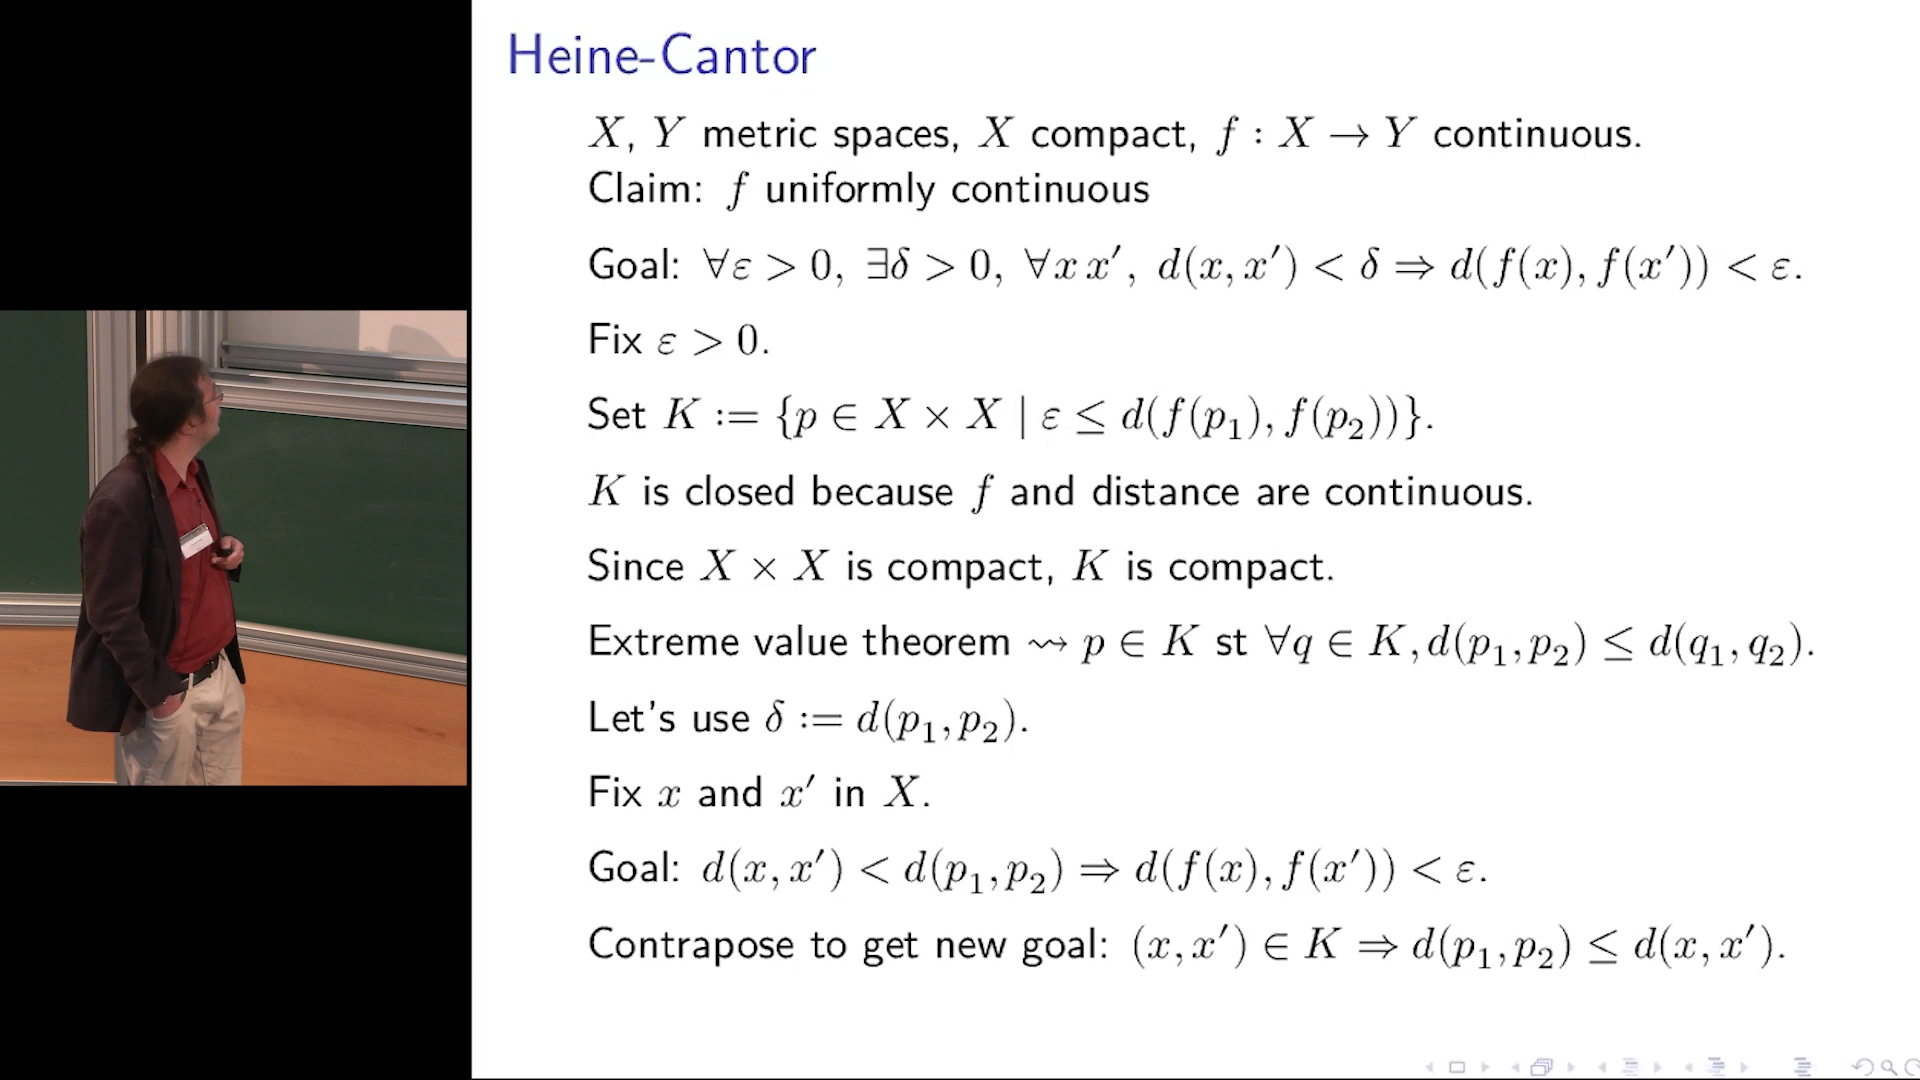 Heine-Cantor
X, Y metric spaces, X compact, f : X → Y continuous.
Claim: f uniformly continuous
Goal: ∀ε > 0, ∃δ > 0, ∀x x′, d(x, x′) < δ ⇒ d(f(x), f(x′)) < ε.
Fix ε > 0.
Set K := {p ∈ X × X | ε ≤ d(f(p₁), f(p₂))}.
K is closed because f and distance are continuous.
Since X × X is compact, K is compact.
Extreme value theorem ⇝ p ∈ K st ∀q ∈ K, d(p₁, p₂) ≤ d(q₁, q₂).
Let's use δ := d(p₁, p₂).
Fix x and x′ in X.
Goal: d(x, x′) < d(p₁, p₂) ⇒ d(f(x), f(x′)) < ε.
Contrapose to get new goal: (x, x′) ∈ K ⇒ d(p₁, p₂) ≤ d(x, x′).